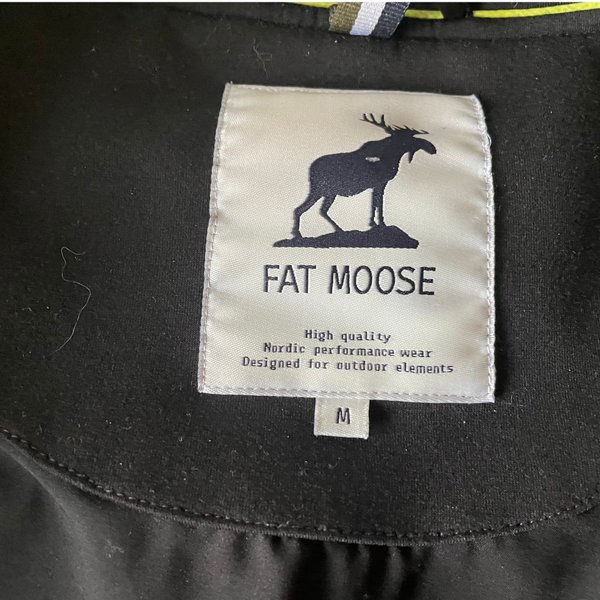 FAT MOOSE
High quality
Nordic performance wear
Designed for outdoor elements
M